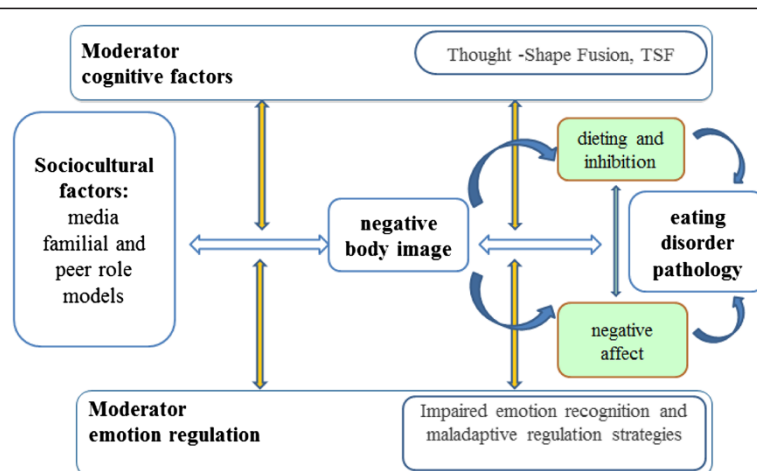 Moderator
cognitive factors
Thought -Shape Fusion, TSF
Sociocultural
factors:
media
familial and
peer role
models
negative
body image
dieting and
inhibition
eating
disorder
pathology
negative
affect
Moderator
emotion regulation
Impaired emotion recognition and
maladaptive regulation strategies